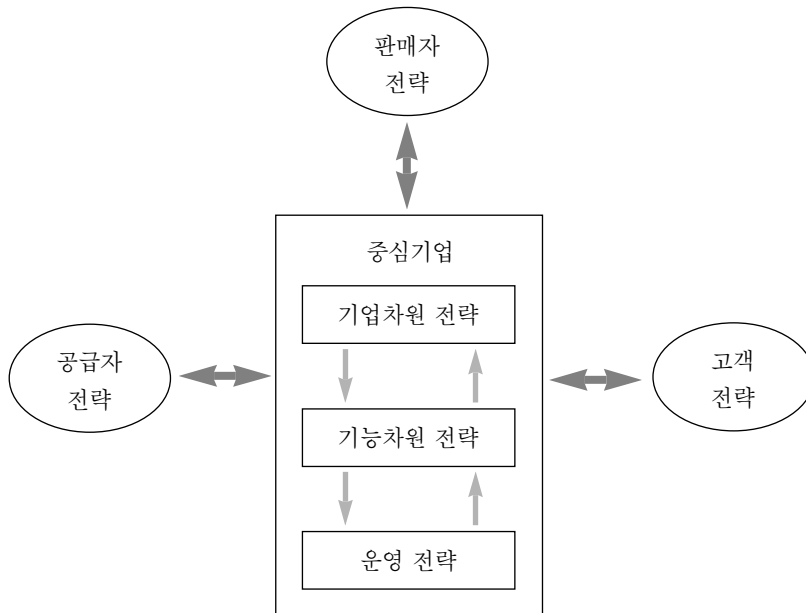 판매자
전략
중심기업
기업차원 전략
공급자
전략
고객
전략
기능차원 전략
운영 전략